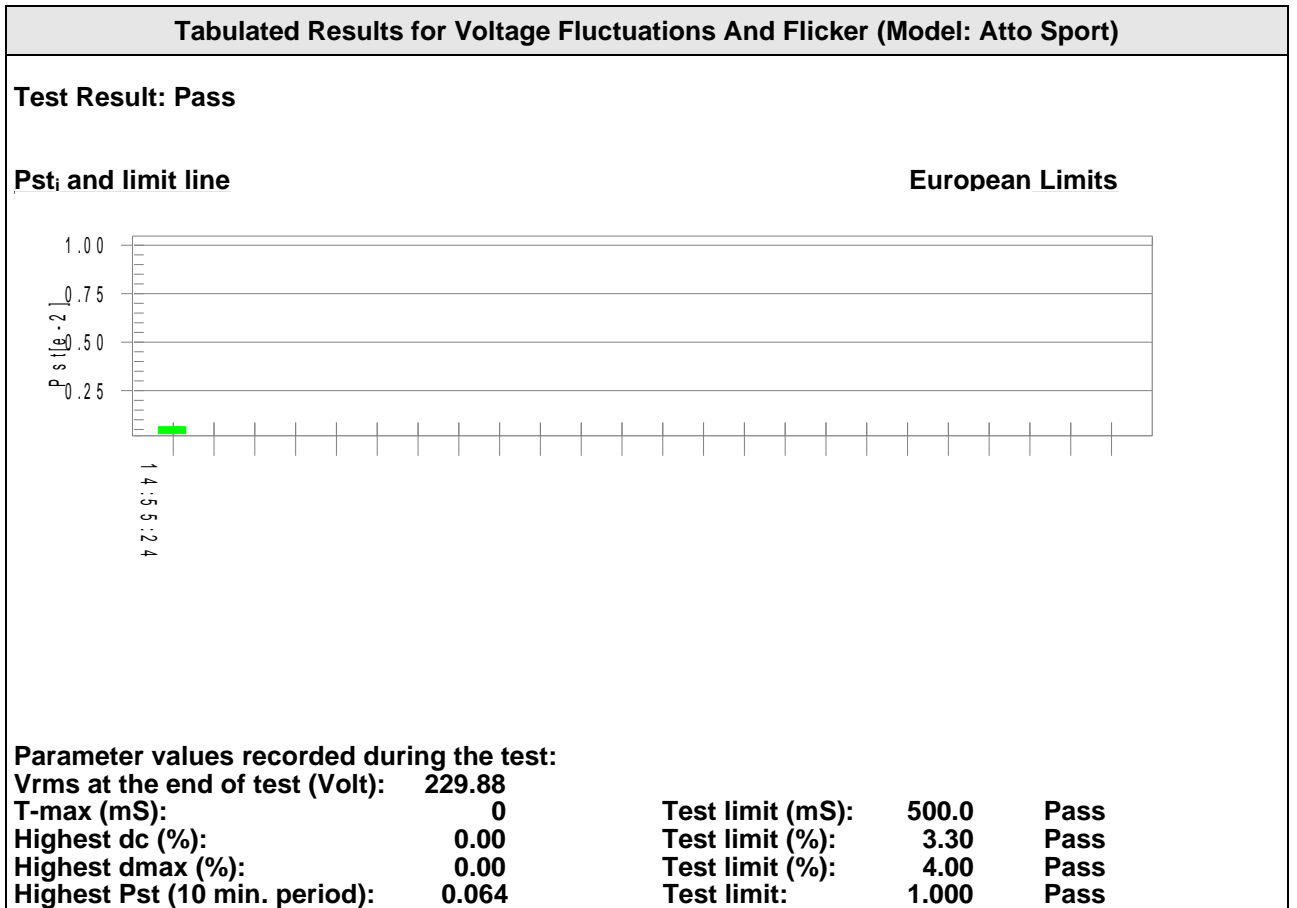 Tabulated Results for Voltage Fluctuations And Flicker (Model: Atto Sport)
Test Result: Pass
Psti and limit line European Limits
1.00
0.75
0.50
0.25
Pst[e-2]
14:55:24
Parameter values recorded during the test:
Vrms at the end of test (Volt): 229.88
T-max (mS): 0 Test limit (mS): 500.0 Pass
Highest dc (%): 0.00 Test limit (%): 3.30 Pass
Highest dmax (%): 0.00 Test limit (%): 4.00 Pass
Highest Pst (10 min. period): 0.064 Test limit: 1.000 Pass